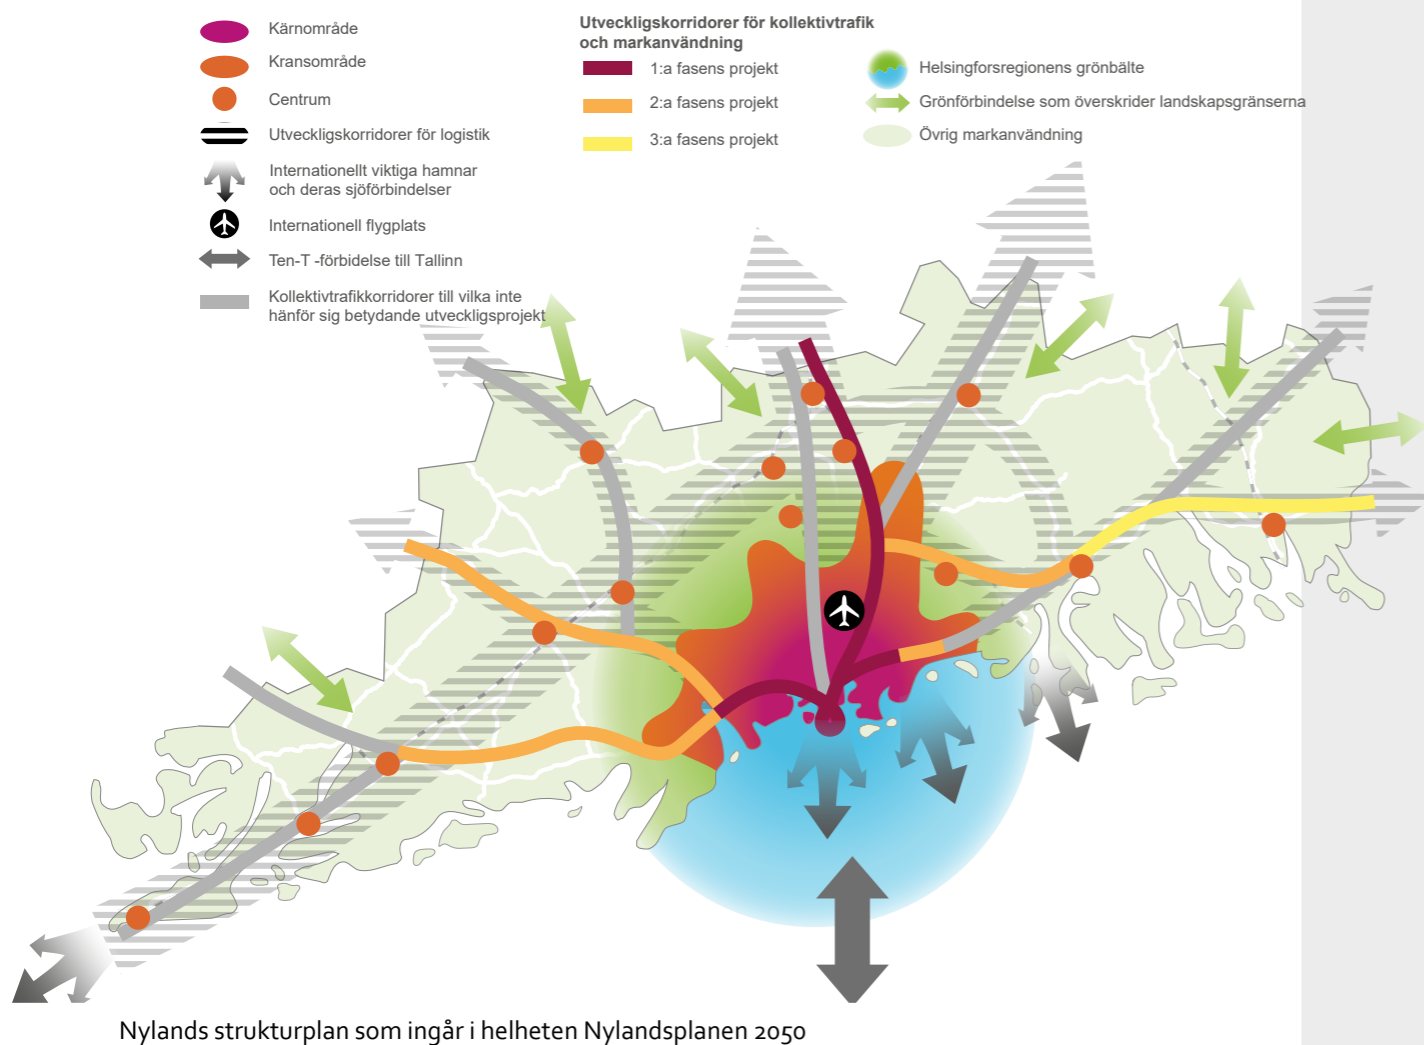 Kärnområde
Kransområde
Centrum
Utveckligskorridorer för logistik
Internationellt viktiga hamnar
och deras sjöförbindelser
Internationell flygplats
Ten-T -förbidelse till Tallinn
Kollektivtrafikkorridorer till vilka inte
hänför sig betydande utveckligsprojekt
Utveckligskorridorer för kollektivtrafik
och markanvändning
1:a fasens projekt
2:a fasens projekt
3:a fasens projekt
Helsingforsregionens grönbälte
Grönförbindelse som överskrider landskapsgränserna
Övrig markanvändning
Nylands strukturplan som ingår i helheten Nylandsplanen 2050